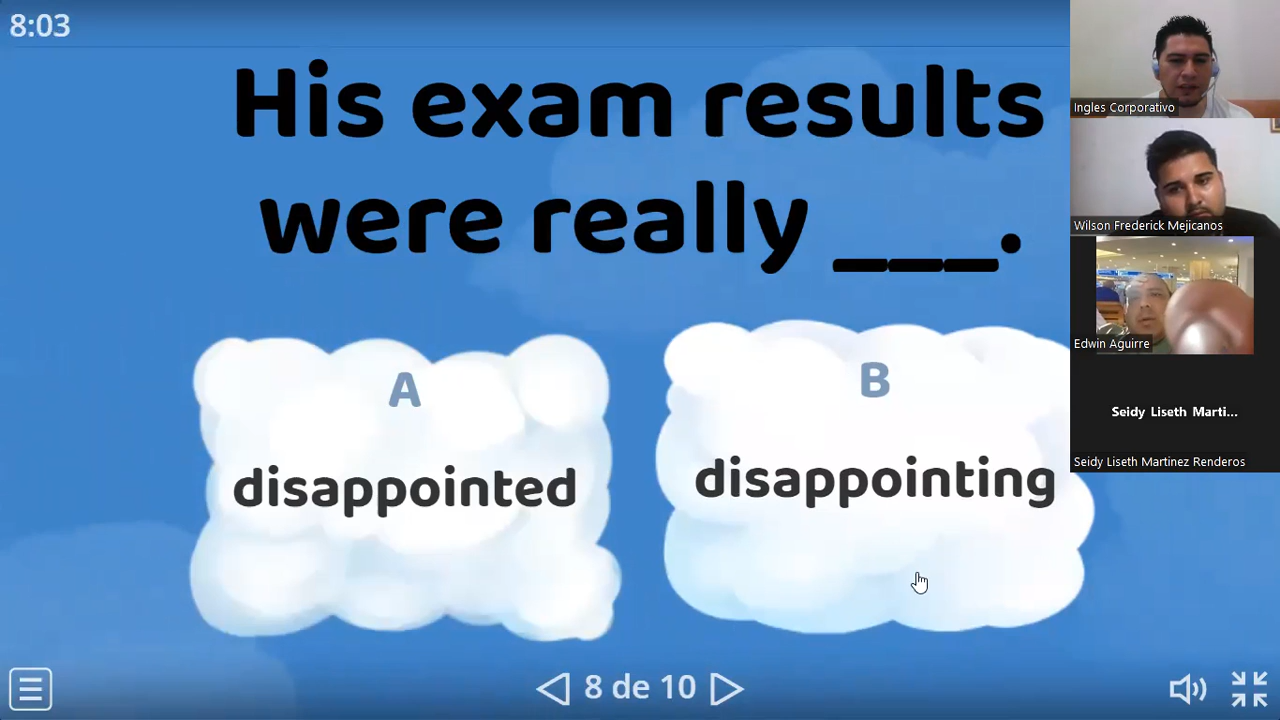 8:03
His exam results
were really ___.
A
disappointed
B
disappointing
8 de 10
Ingles Corporativo
Wilson Frederick Mejicanos
Edwin Aguirre
Seidy Liseth Marti...
Seidy Liseth Martinez Renderos